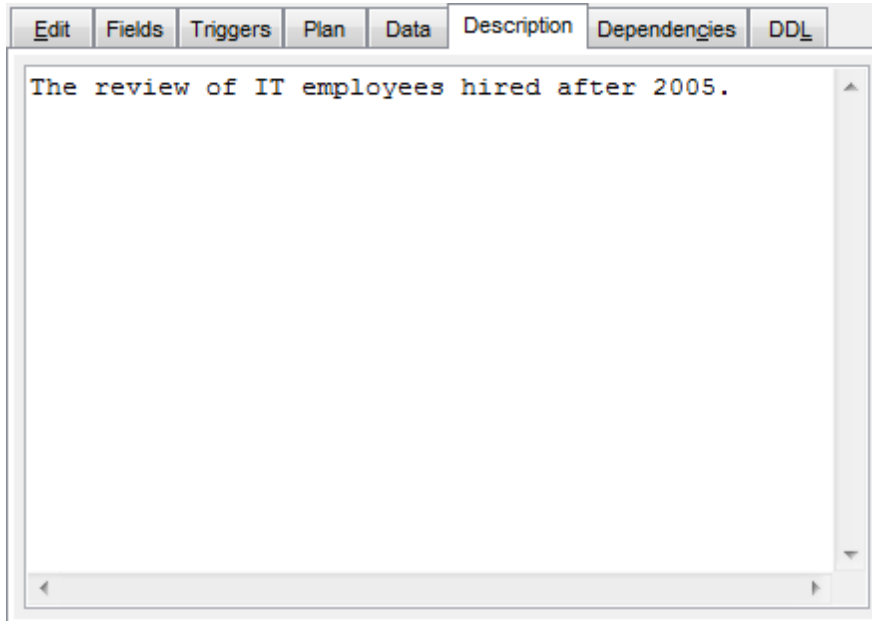 Edit Fields Triggers Plan Data Description Dependencies DDL
The review of IT employees hired after 2005.